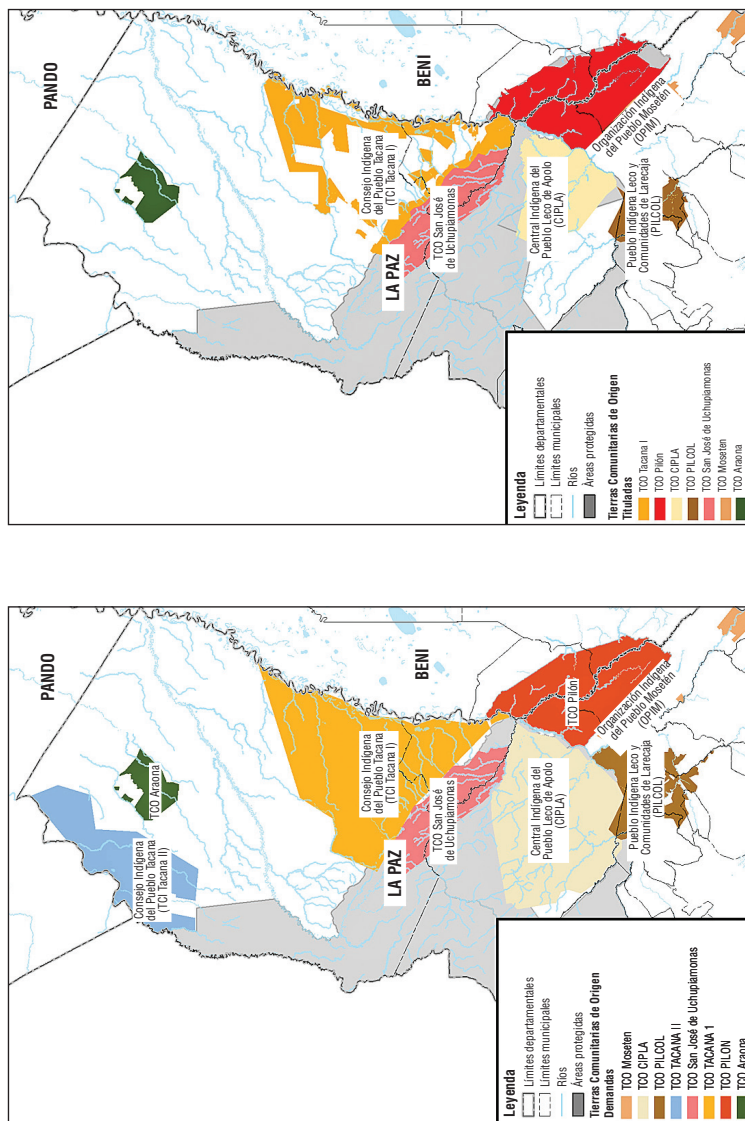 PANDO
Consejo Indígena
del Pueblo Tacana
(TCI Tacana II)
TCO Araona
Consejo Indígena
del Pueblo Tacana
(TCI Tacana I)
LA PAZ
BENI
TCO San José
de Uchupiamonas
Central Indígena del
Pueblo Leco de Apolo
(CIPLA)
TCO Pilón
Organización Indígena
del Pueblo Mosetén
(OPIM)
Pueblo Indígena Leco y
Comunidades de Larecaja
(PILCOL)
Leyenda
Límites departamentales
Límites municipales
Ríos
Áreas protegidas
Tierras Comunitarias de Origen
Demandas
TCO Moseten
TCO CIPLA
TCO PILCOL
TCO TACANA II
TCO San José de Uchupiamonas
TCO TACANA 1
TCO PILON
TCO Araona
PANDO
Consejo Indígena
del Pueblo Tacana
(TCI Tacana I)
LA PAZ
BENI
TCO San José
de Uchupiamonas
Central Indígena del
Pueblo Leco de Apolo
(CIPLA)
Organización Indígena
del Pueblo Mosetén
(OPIM)
Pueblo Indígena Leco y
Comunidades de Larecaja
(PILCOL)
Leyenda
Límites departamentales
Límites municipales
Ríos
Áreas protegidas
Tierras Comunitarias de Origen
Tituladas
TCO Tacana I
TCO Pilón
TCO CIPLA
TCO PILCOL
TCO San José de Uchupiamonas
TCO Moseten
TCO Araona